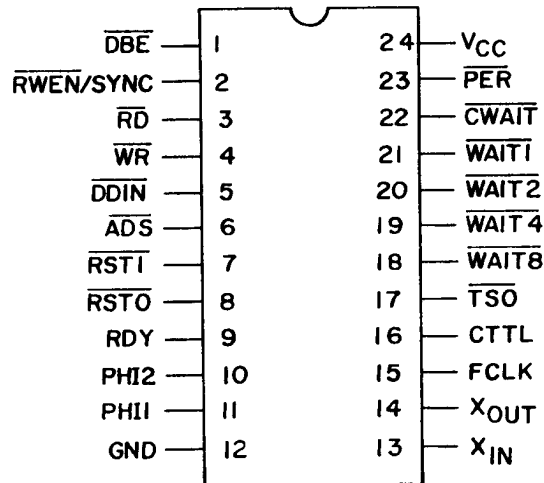 DBE 1 24 VCC
RWEN/SYNC 2 23 PER
RD 3 22 CWAIT
WR 4 21 WAIT1
DDIN 5 20 WAIT2
ADS 6 19 WAIT4
RSTI 7 18 WAIT8
RSTO 8 17 TSO
RDY 9 16 CTTL
PHI2 10 15 FCLK
PHI1 11 14 XOUT
GND 12 13 XIN